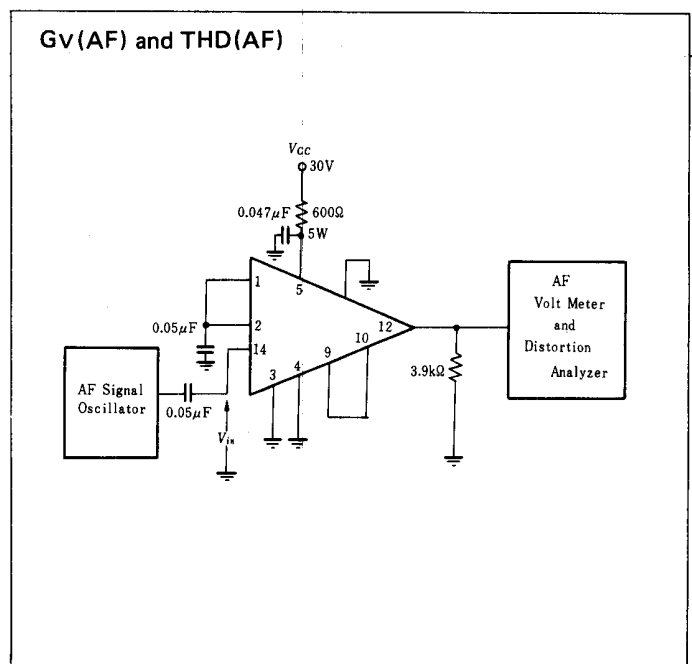 Gv(AF) and THD(AF)
Vcc
30V
0.047μF
600Ω
5W
1
5
2
12
AF
Volt Meter
and
Distortion
Analyzer
0.05μF
14
10
9
3.9kΩ
AF Signal
Oscillator
3
4
0.05μF
Vin